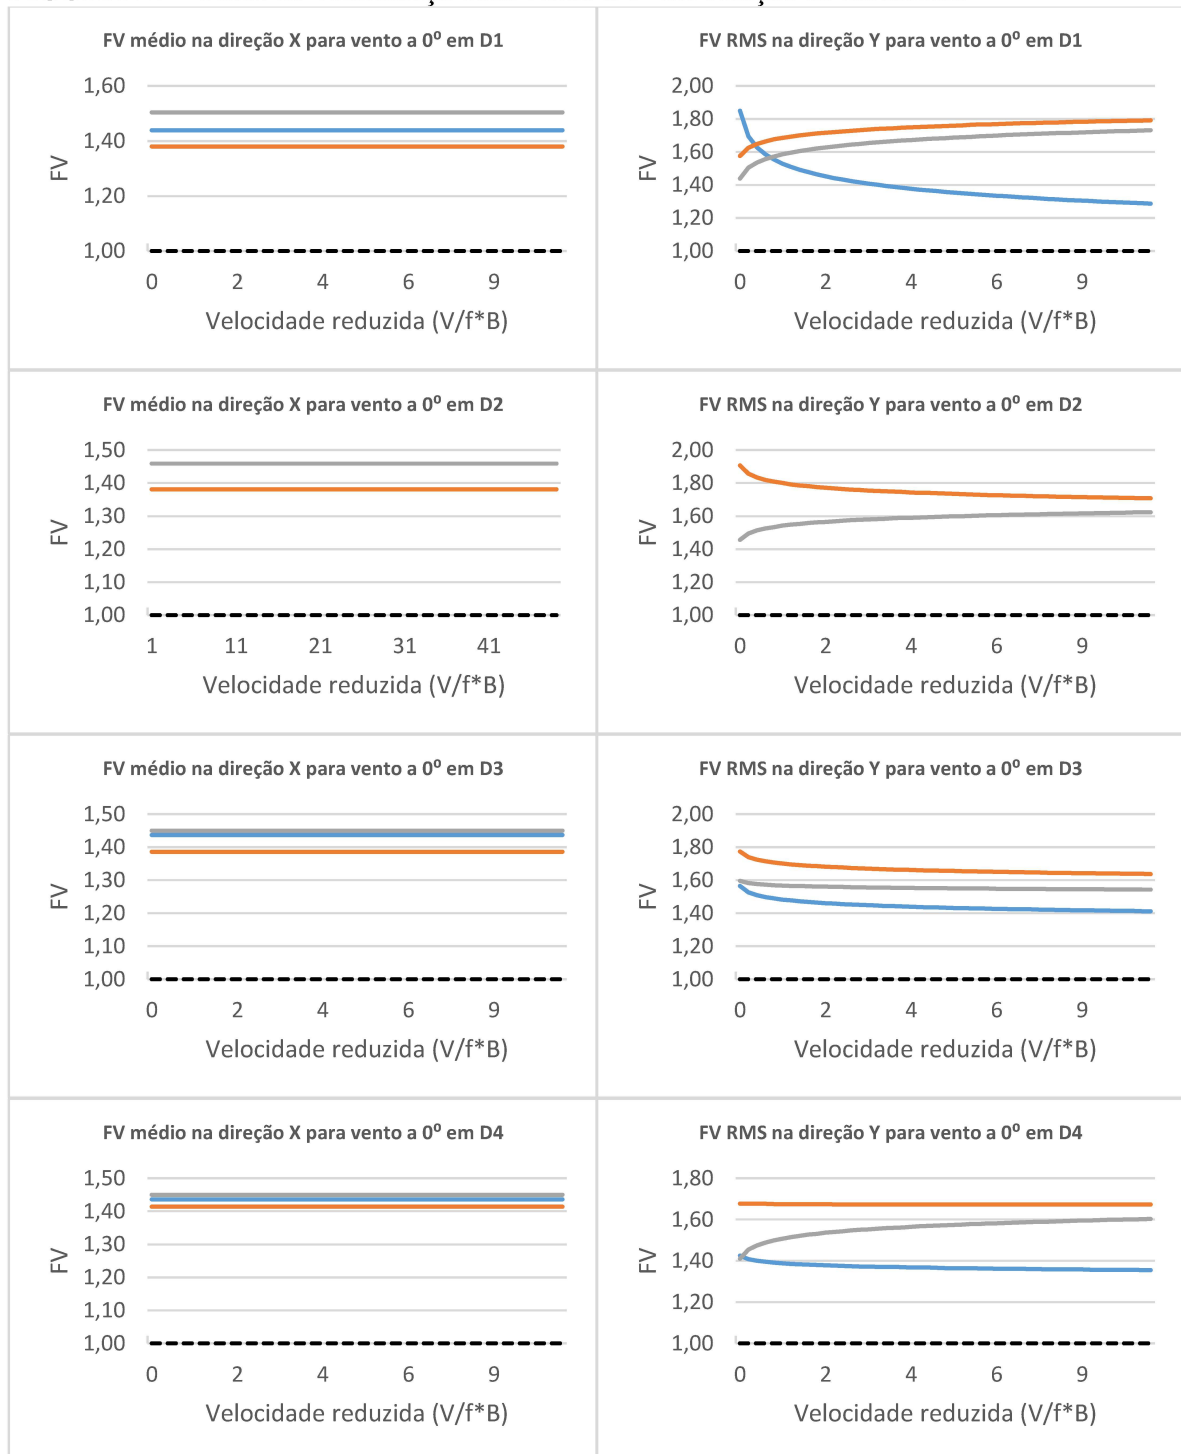 FV médio na direção X para vento a 0º em D1
1,60
1,40
1,20
1,00
FV
0 2 4 6 9
Velocidade reduzida (V/f*B)
FV RMS na direção Y para vento a 0º em D1
2,00
1,80
1,60
1,40
1,20
1,00
FV
0 2 4 6 9
Velocidade reduzida (V/f*B)
FV médio na direção X para vento a 0º em D2
1,50
1,40
1,30
1,20
1,10
1,00
FV
1 11 21 31 41
Velocidade reduzida (V/f*B)
FV RMS na direção Y para vento a 0º em D2
2,00
1,80
1,60
1,40
1,20
1,00
FV
0 2 4 6 9
Velocidade reduzida (V/f*B)
FV médio na direção X para vento a 0º em D3
1,50
1,40
1,30
1,20
1,10
1,00
FV
0 2 4 6 9
Velocidade reduzida (V/f*B)
FV RMS na direção Y para vento a 0º em D3
2,00
1,80
1,60
1,40
1,20
1,00
FV
0 2 4 6 9
Velocidade reduzida (V/f*B)
FV médio na direção X para vento a 0º em D4
1,50
1,40
1,30
1,20
1,10
1,00
FV
0 2 4 6 9
Velocidade reduzida (V/f*B)
FV RMS na direção Y para vento a 0º em D4
1,80
1,60
1,40
1,20
1,00
FV
0 2 4 6 9
Velocidade reduzida (V/f*B)